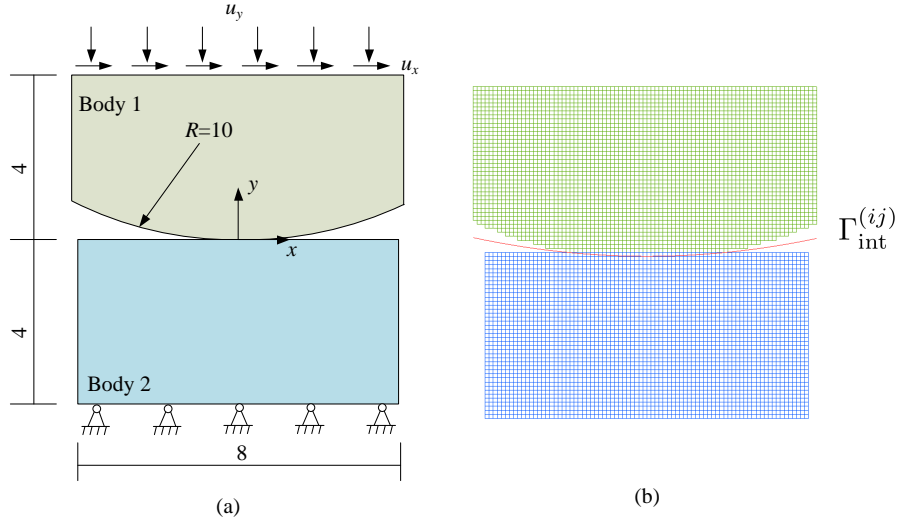 u_y
u_x
Body 1
R=10
4
y
x
Γ_int^(ij)
4
Body 2
8
(a)
(b)